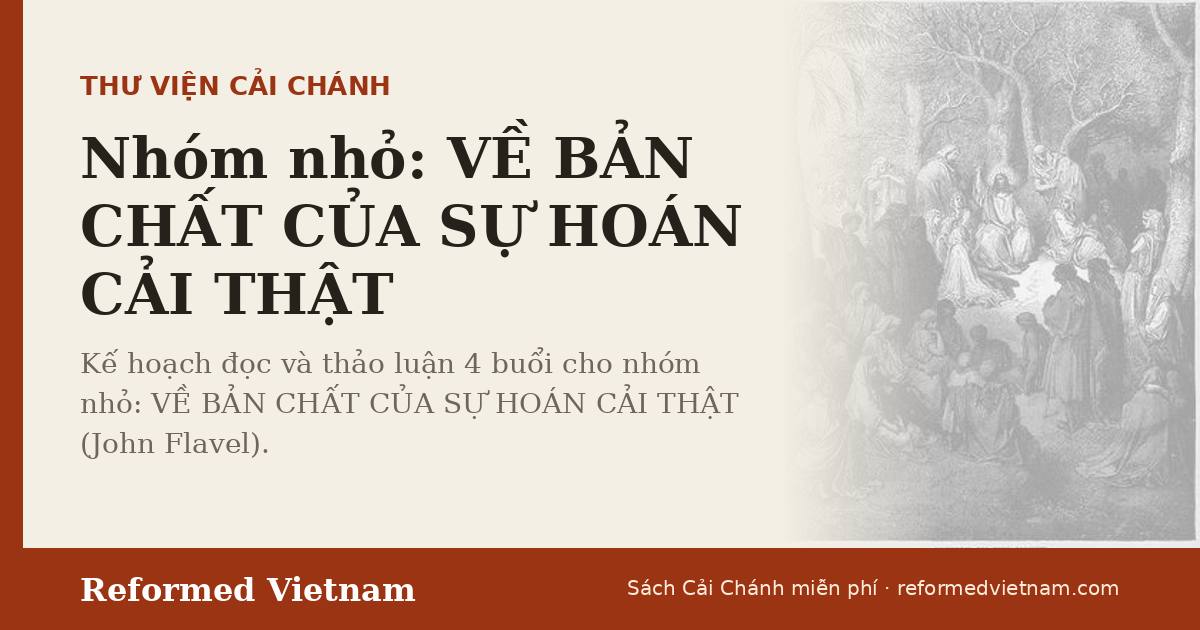 THƯ VIỆN CẢI CHÁNH
Nhóm nhỏ: VỀ BẢN
CHẤT CỦA SỰ HOÁN
CẢI THẬT
Kế hoạch đọc và thảo luận 4 buổi cho nhóm
nhỏ: VỀ BẢN CHẤT CỦA SỰ HOÁN CẢI THẬT
(John Flavel).
Reformed Vietnam
Sách Cải Chánh miễn phí · reformedvietnam.com